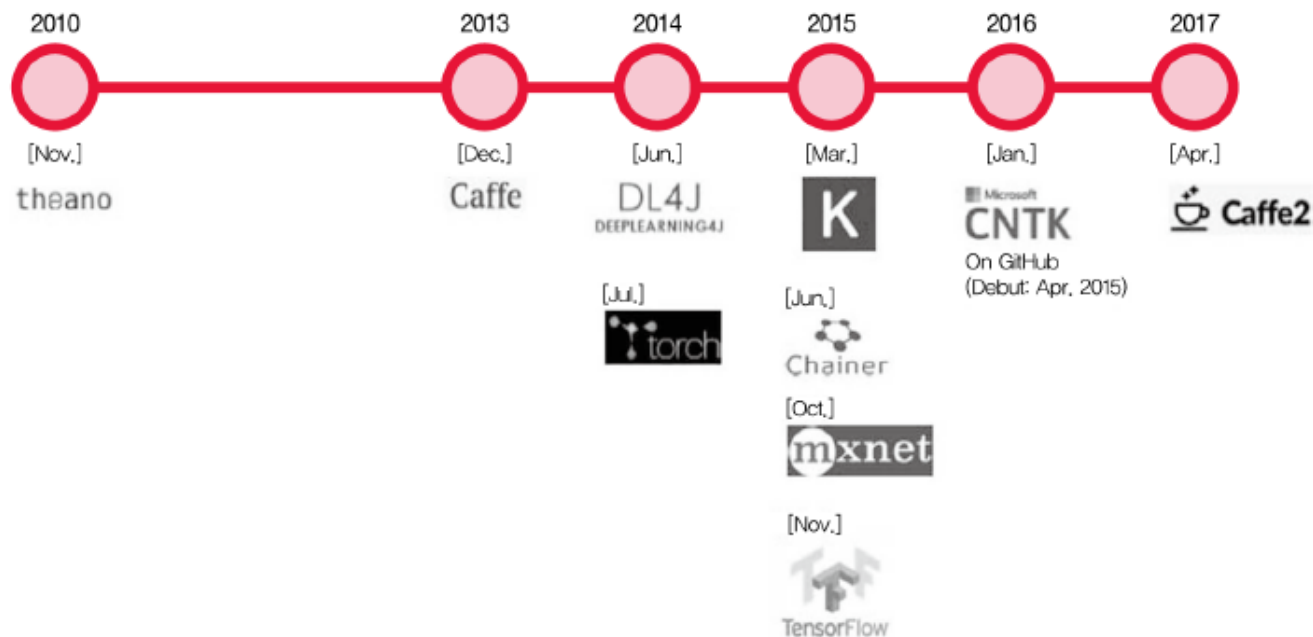 2010
2013
2014
2015
2016
2017
[Nov.]
[Dec.]
[Jun.]
[Mar.]
[Jan.]
[Apr.]
theano
Caffe
DL4J
DEEPLEARNING4J
K
Microsoft
CNTK
On GitHub
(Debut: Apr. 2015)
Caffe2
[Jul.]
torch
[Jun.]
Chainer
[Oct.]
mxnet
[Nov.]
TensorFlow